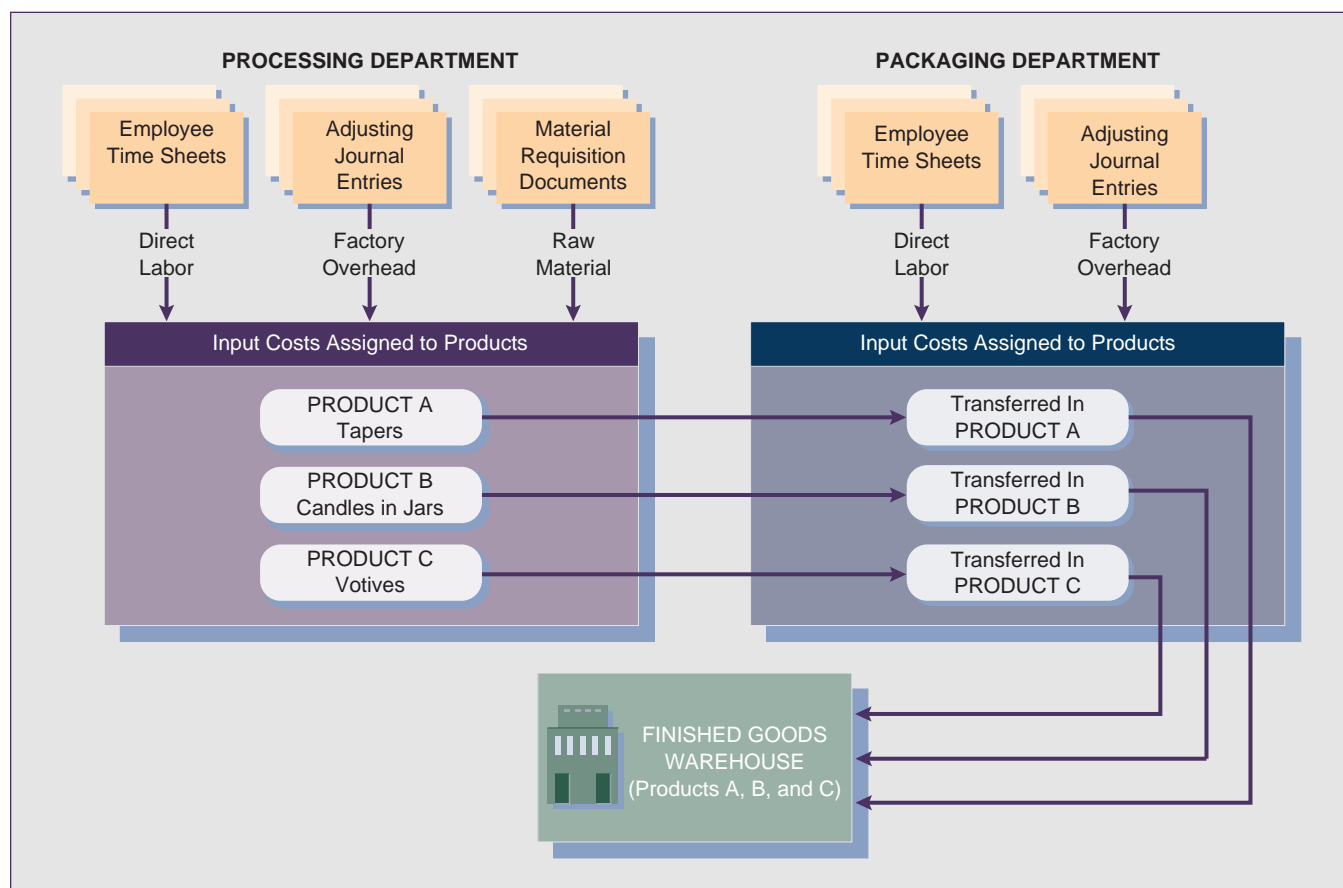 PROCESSING DEPARTMENT
Employee
Time Sheets
Adjusting
Journal
Entries
Material
Requisition
Documents
Direct
Labor
Factory
Overhead
Raw
Material
Input Costs Assigned to Products
PRODUCT A
Tapers
PRODUCT B
Candles in Jars
PRODUCT C
Votives
PACKAGING DEPARTMENT
Employee
Time Sheets
Adjusting
Journal
Entries
Direct
Labor
Factory
Overhead
Input Costs Assigned to Products
Transferred In
PRODUCT A
Transferred In
PRODUCT B
Transferred In
PRODUCT C
FINISHED GOODS
WAREHOUSE
(Products A, B, and C)